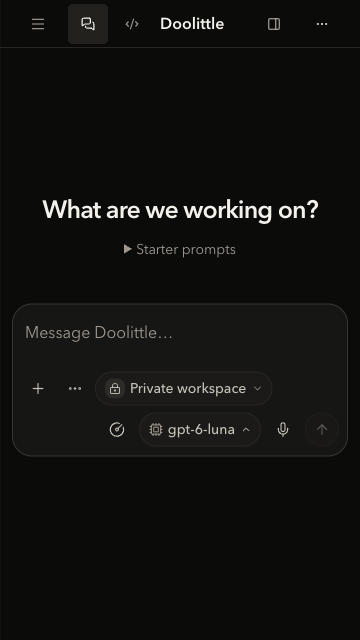 Doolittle
What are we working on?
Starter prompts
Message Doolittle…
Private workspace
gpt-6-luna